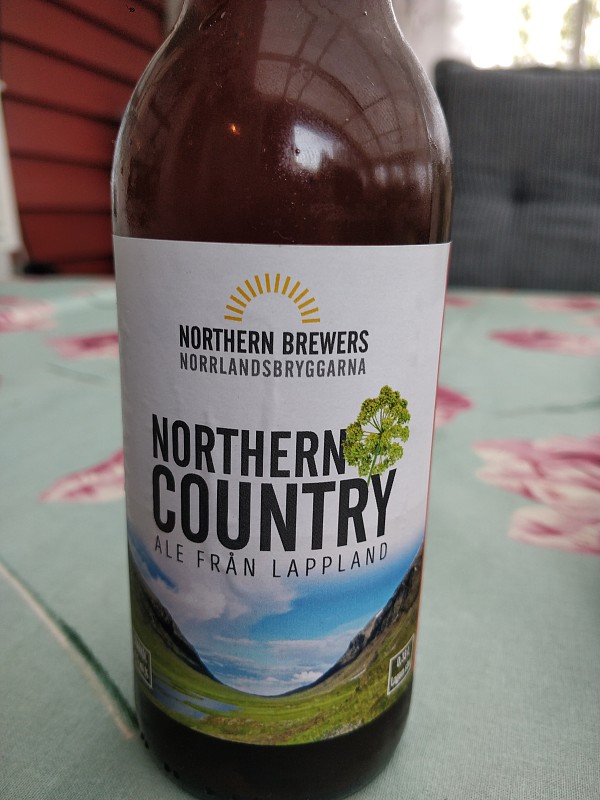 NORTHERN BREWERS
NORRLANDSBRYGGARNA
NORTHERN
COUNTRY
ALE FRÅN LAPPLAND